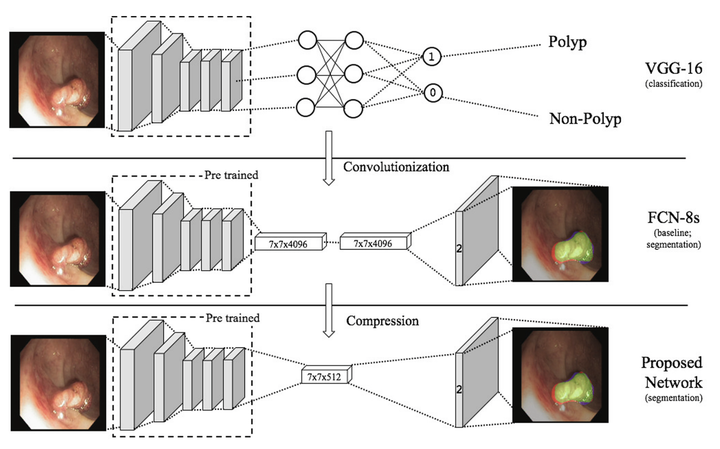 Polyp
1
VGG-16
(classification)
0
Non-Polyp
Convolutionization
Pre trained
FCN-8s
(baseline;
segmentation)
7x7x4096
7x7x4096
2
Pre trained
Compression
Proposed
Network
(segmentation)
7x7x512
2